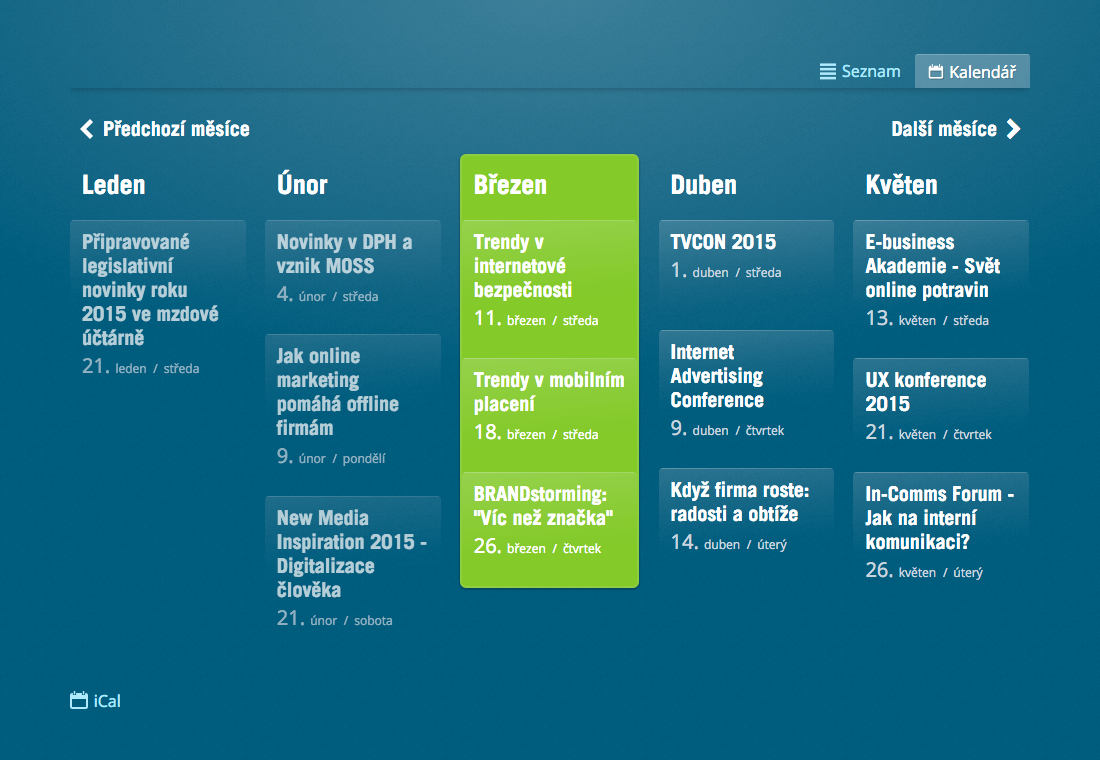 Seznam
Kalendář
Předchozí měsíce
Další měsíce
Leden
Připravované
legislativní
novinky roku
2015 ve mzdové
účtárně
21. leden / středa
Únor
Novinky v DPH a
vznik MOSS
4. únor / středa
Jak online
marketing
pomáhá offline
firmám
9. únor / pondělí
New Media
Inspiration 2015 -
Digitalizace
člověka
21. únor / sobota
Březen
Trendy v
internetové
bezpečnosti
11. březen / středa
Trendy v mobilním
placení
18. březen / středa
BRANDstorming:
"Víc než značka"
26. březen / čtvrtek
Duben
TVCON 2015
1. duben / středa
Internet
Advertising
Conference
9. duben / čtvrtek
Když firma roste:
radosti a obtíže
14. duben / úterý
Květen
E-business
Akademie - Svět
online potravin
13. květen / středa
UX konference
2015
21. květen / čtvrtek
In-Comms Forum -
Jak na interní
komunikaci?
26. květen / úterý
iCal